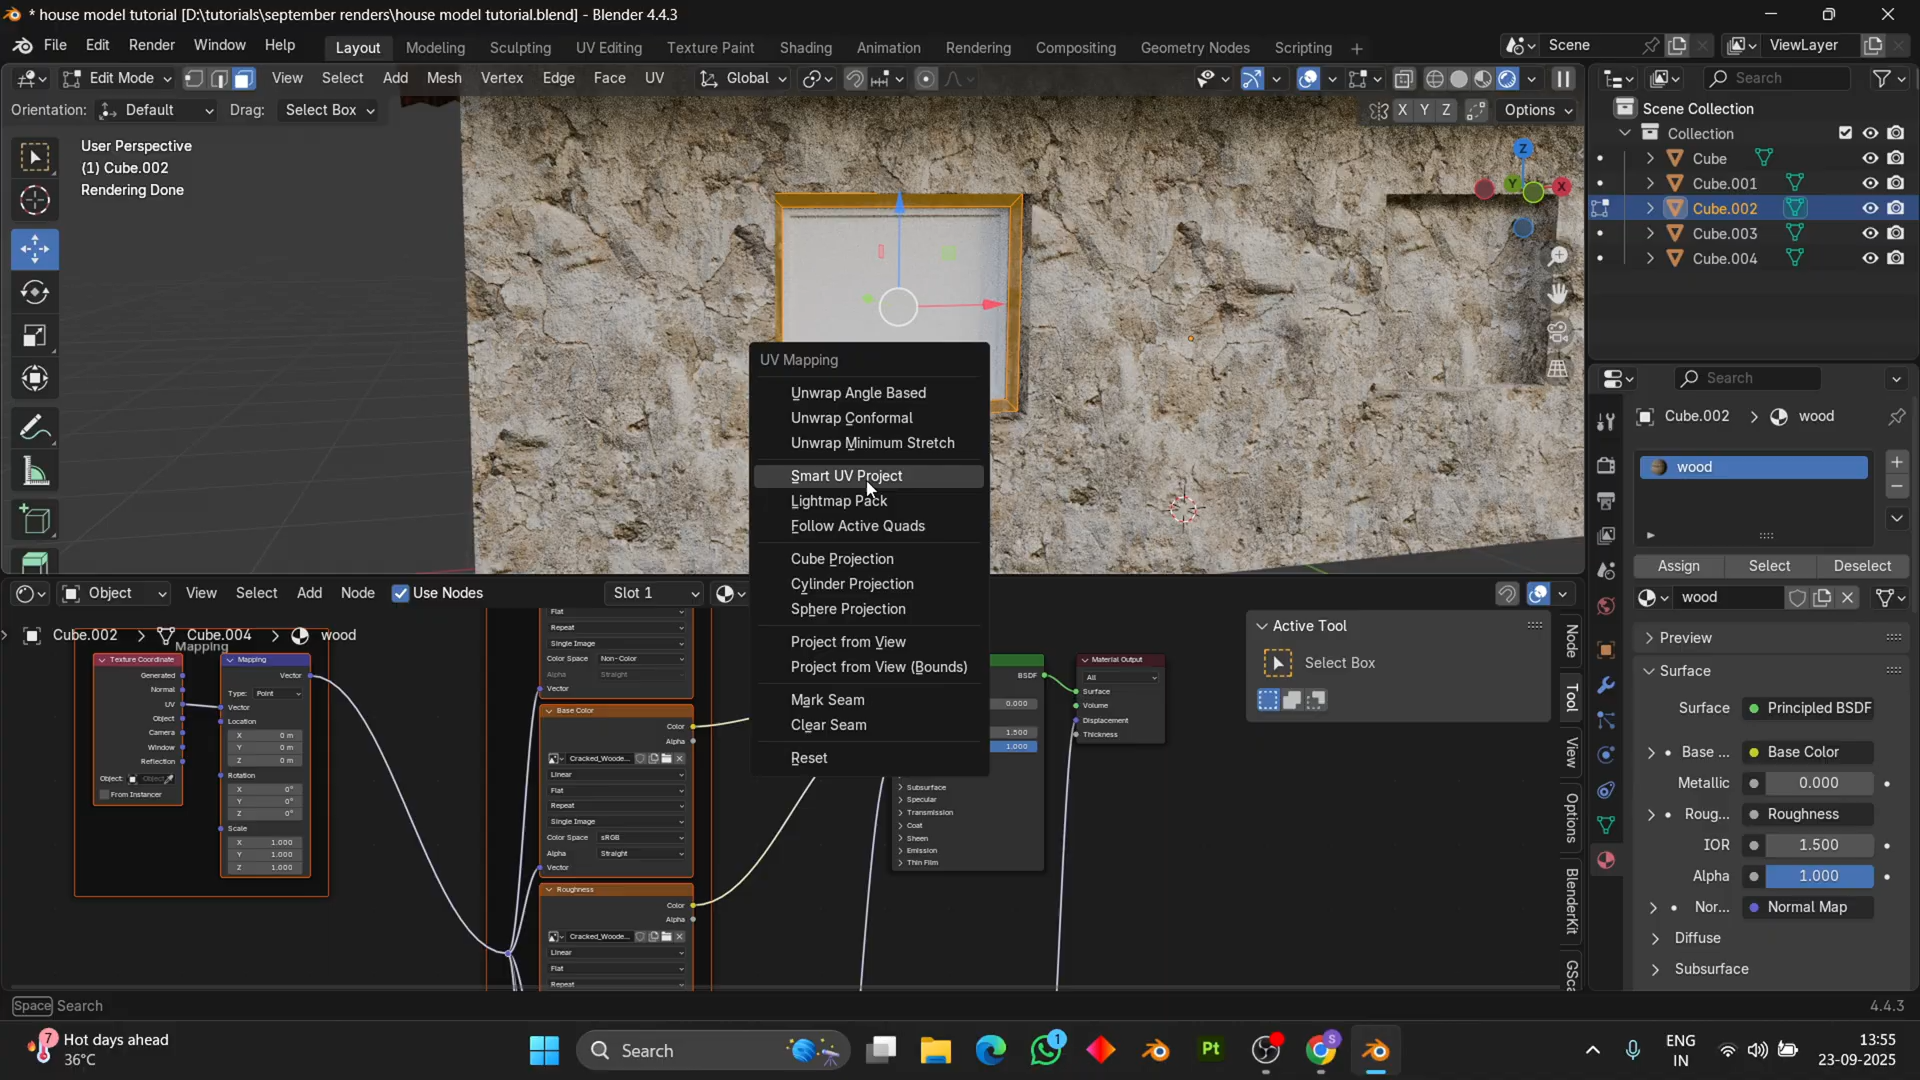 * house model tutorial [D:\tutorials\september renders\house model tutorial.blend] - Blender 4.4.3
File Edit Render Window Help Layout Modeling Sculpting UV Editing Texture Paint Shading Animation Rendering Compositing Geometry Nodes Scripting + Scene ViewLayer
Edit Mode View Select Add Mesh Vertex Edge Face UV Global
Orientation: Default Drag: Select Box X Y Z Options
User Perspective
(1) Cube.002
Rendering Done
Z
Y
X
Search
Scene Collection
Collection
Cube
Cube.001
Cube.002
Cube.003
Cube.004
UV Mapping
Unwrap Angle Based
Unwrap Conformal
Unwrap Minimum Stretch
Smart UV Project
Lightmap Pack
Follow Active Quads
Cube Projection
Cylinder Projection
Sphere Projection
Project from View
Project from View (Bounds)
Mark Seam
Clear Seam
Reset
Search
Cube.002 > wood
wood
Assign Select Deselect
wood
Preview
Surface
Surface Principled BSDF
Base ... Base Color
Metallic 0.000
Roug... Roughness
IOR 1.500
Alpha 1.000
Nor... Normal Map
Diffuse
Subsurface
Object View Select Add Node Use Nodes Slot 1
Cube.002 > Cube.004 > wood
Mapping
Texture Coordinate
Generated
Normal
UV
Object
Camera
Window
Reflection
Object: Object
From Instancer
Mapping
Vector
Type: Point
Vector
Location
X 0 m
Y 0 m
Z 0 m
Rotation
X 0°
Y 0°
Z 0°
Scale
X 1.000
Y 1.000
Z 1.000
Flat
Repeat
Single Image
Color Space Non-Color
Alpha Straight
Vector
Base Color
Color
Alpha
Cracked_Woode...
Linear
Flat
Repeat
Single Image
Color Space sRGB
Alpha Straight
Vector
Roughness
Color
Alpha
Cracked_Woode...
Linear
Flat
Repeat
BSDF
0.000
1.500
1.000
Subsurface
Specular
Transmission
Coat
Sheen
Emission
Thin Film
Material Output
All
Surface
Volume
Displacement
Thickness
Active Tool
Select Box
Node
Tool
View
Options
BlenderKit
Space Search
4.4.3
7
Hot days ahead
36°C
Search
1
Pt
S
ENG
IN
13:55
23-09-2025